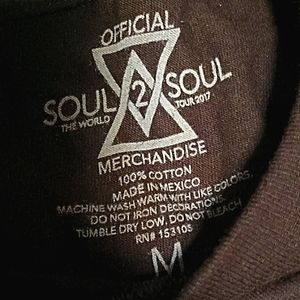 OFFICIAL
SOUL 2 SOUL
THE WORLD TOUR 2017
MERCHANDISE
100% COTTON
MADE IN MEXICO
MACHINE WASH WARM WITH LIKE COLORS,
DO NOT IRON DECORATIONS,
TUMBLE DRY LOW, DO NOT BLEACH
RN# 153105
M